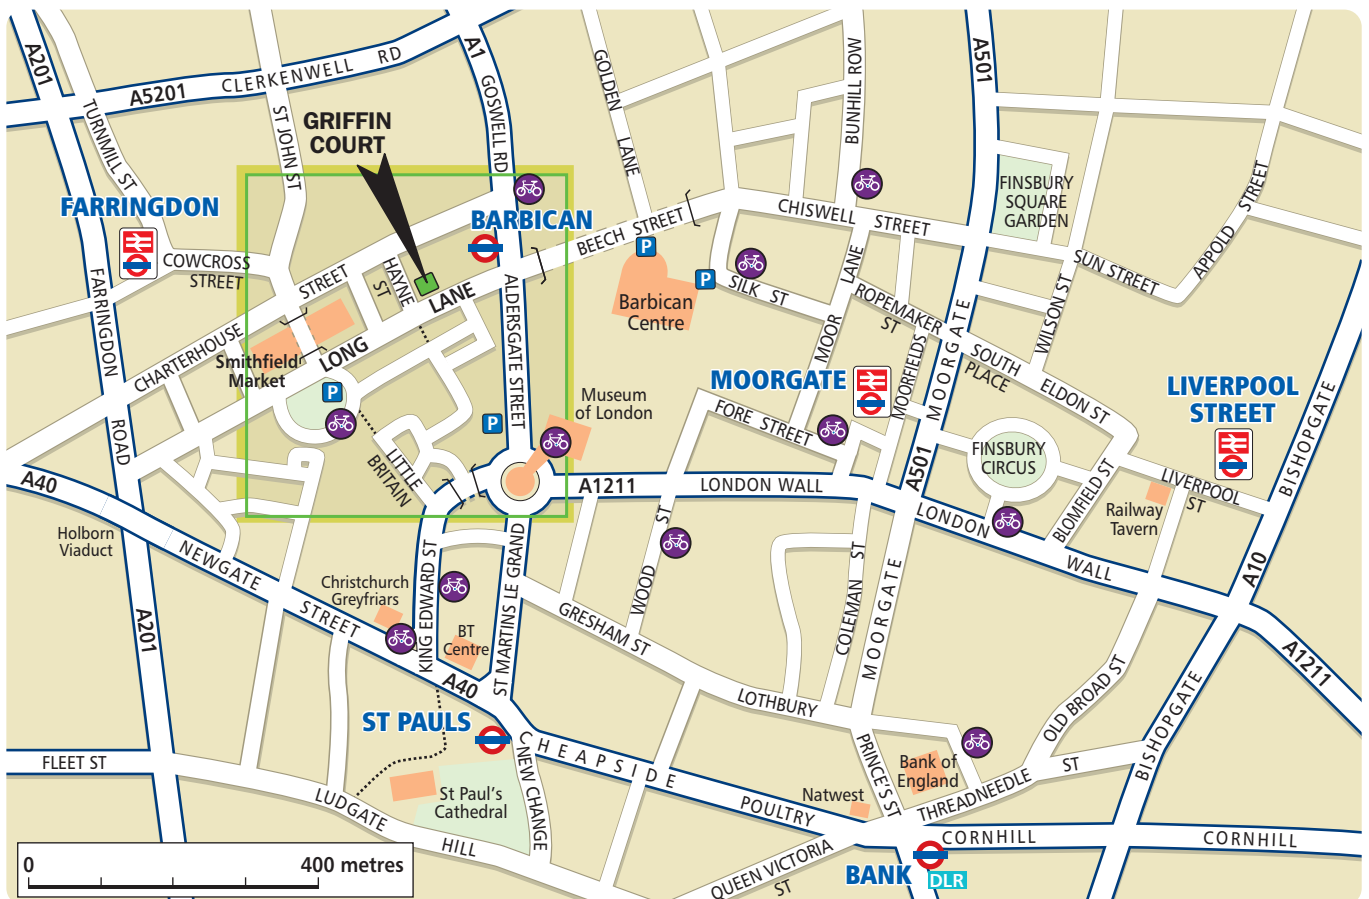 A201
A5201
CLERKENWELL RD
A1
GOSWELL RD
GOLDEN LANE
BUNHILL ROW
A501
TURNMILL ST
ST JOHN ST
GRIFFIN
COURT
FARRINGDON
BARBICAN
BEECH STREET
CHISWELL STREET
FINSBURY
SQUARE
GARDEN
APPOLD STREET
SUN STREET
COWCROSS
STREET
FARRINGDON ROAD
CHARTERHOUSE STREET
HAYNE
ST
LONG LANE
ALDERSGATE STREET
P
P
Barbican
Centre
SILK ST
MOOR LANE
ROPEMAKER
ST
MOORGATE
WILSON ST
SOUTH
PLACE
ELDON ST
Smithfield
Market
P
P
LITTLE
BRITAIN
Museum
of London
MOORGATE
MOORFIELDS
FORE STREET
FINSBURY
CIRCUS
LIVERPOOL
STREET
BISHOPGATE
A40
Holborn
Viaduct
A1211
LONDON WALL
A501
LONDON WALL
BLOMFIELD ST
Railway
Tavern
LIVERPOOL
ST
A10
A1211
NEWGATE STREET
A201
Christchurch
Greyfriars
KING EDWARD ST
BT
Centre
ST MARTINS LE GRAND
WOOD ST
GRESHAM ST
COLEMAN ST
MOORGATE
LOTHBURY
OLD BROAD ST
BISHOPGATE
A40
ST PAULS
CHEAPSIDE
NEW CHANGE
PRINCE'S ST
Bank of
England
THREADNEEDLE ST
FLEET ST
LUDGATE HILL
St Paul's
Cathedral
POULTRY
Natwest
QUEEN VICTORIA
ST
BANK
DLR
CORNHILL
CORNHILL
0 400 metres